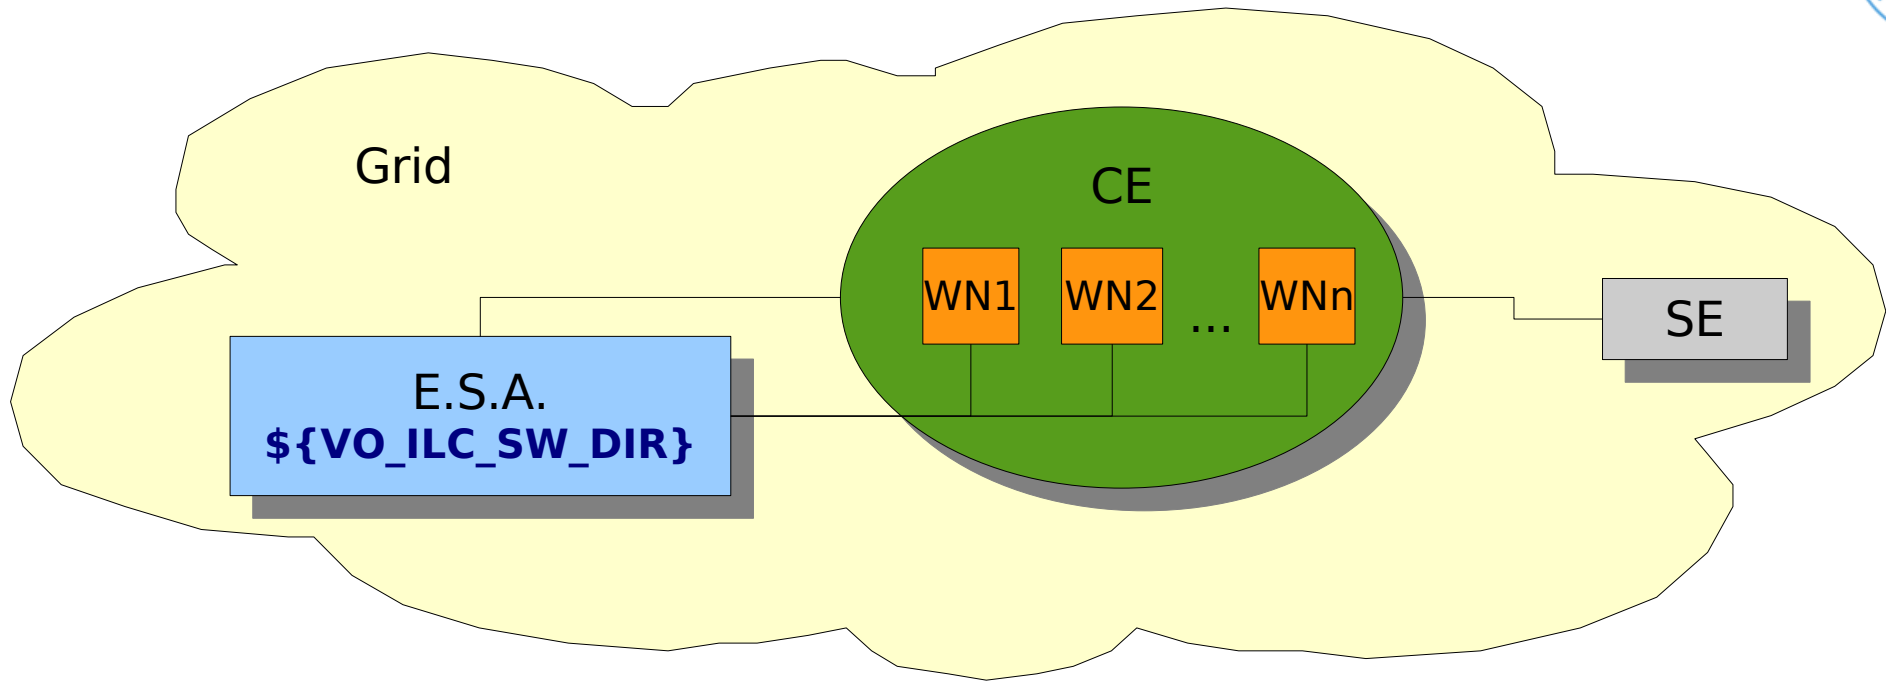 Grid
CE
WN1 WN2 ... WNn
SE
E.S.A.
${VO_ILC_SW_DIR}